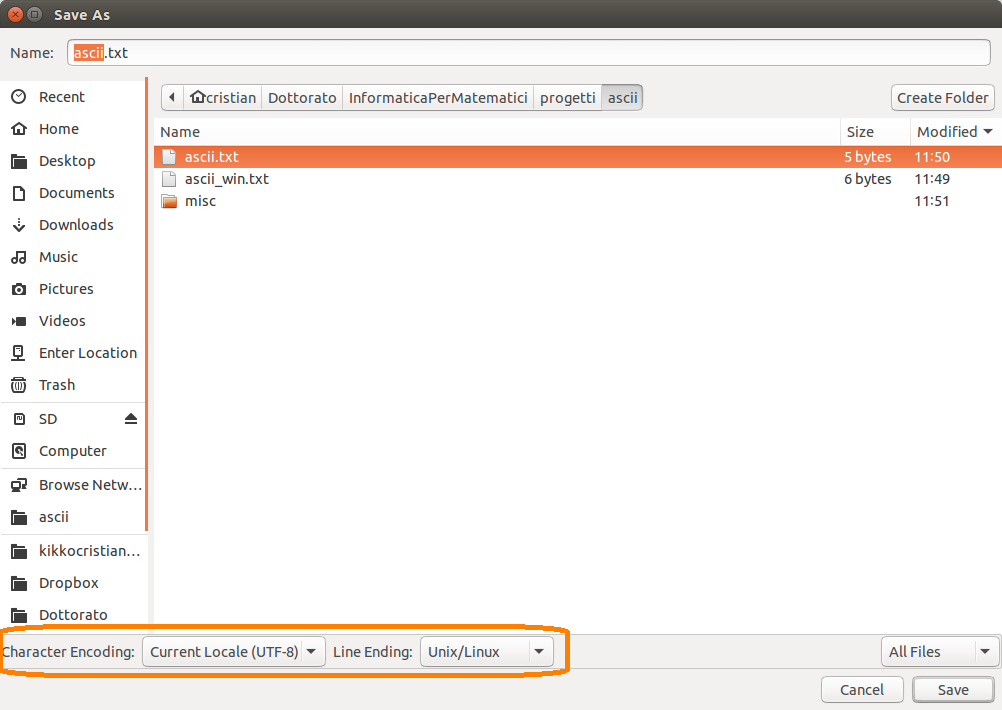 Save As
Name: ascii.txt
cristian Dottorato InformaticaPerMatematici progetti ascii Create Folder
Recent
Home
Desktop
Documents
Downloads
Music
Pictures
Videos
Enter Location
Trash
SD
Computer
Browse Netw...
ascii
kikkocristian...
Dropbox
Dottorato
Name Size Modified
ascii.txt 5 bytes 11:50
ascii_win.txt 6 bytes 11:49
misc 11:51
Character Encoding: Current Locale (UTF-8) Line Ending: Unix/Linux All Files
Cancel Save